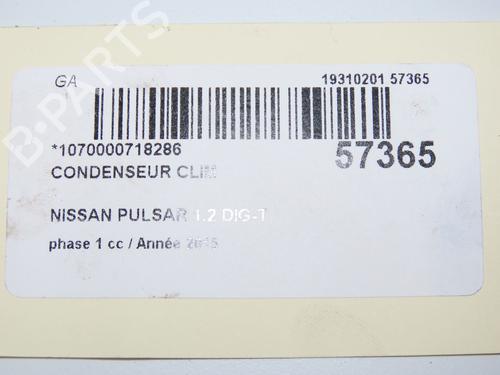 GA
19310201 57365
*1070000718286
57365
CONDENSEUR CLIM
NISSAN PULSAR 1.2 DIG-T
phase 1 cc / Année 2015
B-PARTS